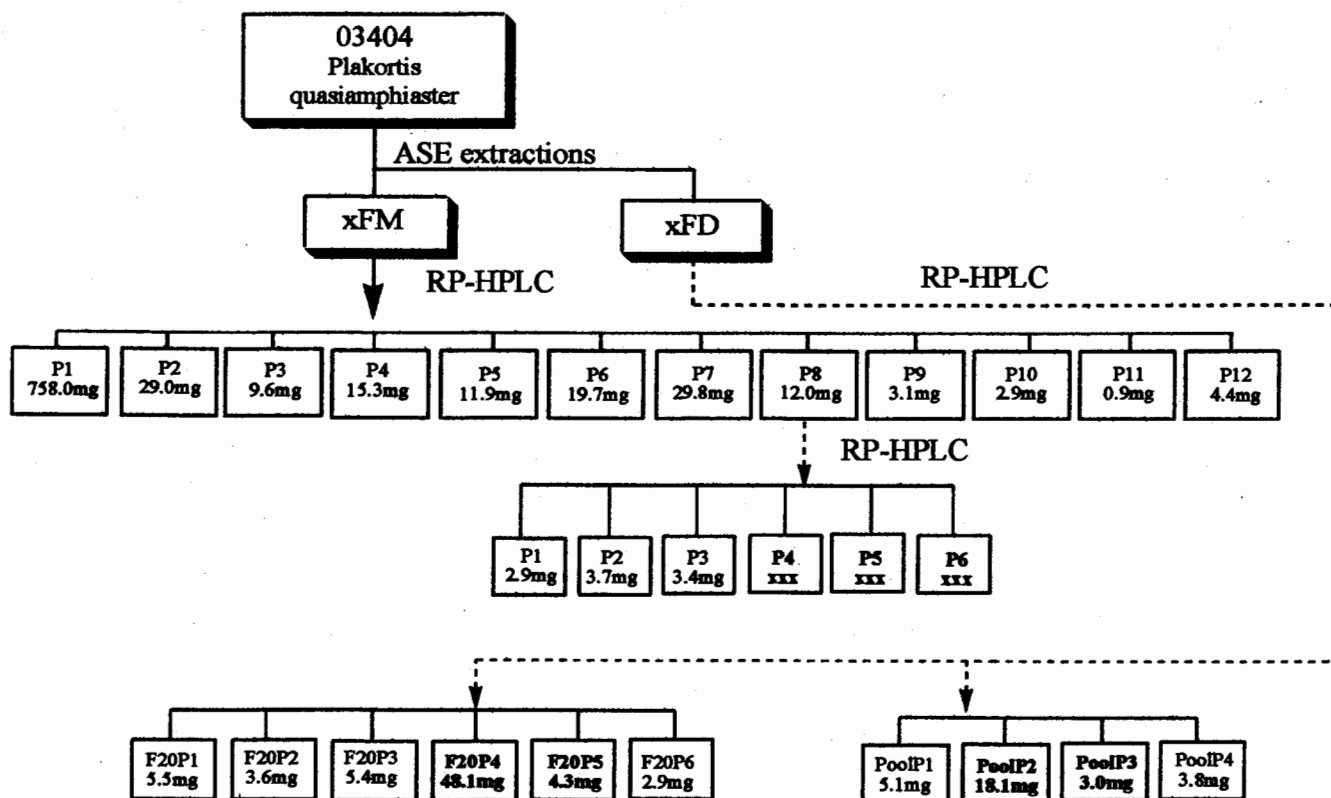 03404
Plakortis
quasiamphiaster
ASE extractions
xFM
xFD
RP-HPLC
RP-HPLC
P1
758.0mg
P2
29.0mg
P3
9.6mg
P4
15.3mg
P5
11.9mg
P6
19.7mg
P7
29.8mg
P8
12.0mg
P9
3.1mg
P10
2.9mg
P11
0.9mg
P12
4.4mg
RP-HPLC
P1
2.9mg
P2
3.7mg
P3
3.4mg
P4
xxx
P5
xxx
P6
xxx
F20P1
5.5mg
F20P2
3.6mg
F20P3
5.4mg
F20P4
48.1mg
F20P5
4.3mg
F20P6
2.9mg
PoolP1
5.1mg
PoolP2
18.1mg
PoolP3
3.0mg
PoolP4
3.8mg